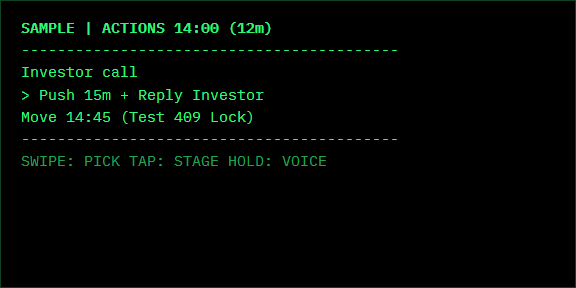 SAMPLE | ACTIONS 14:00 (12m)
------------------------------------------
Investor call
> Push 15m + Reply Investor
Move 14:45 (Test 409 Lock)
------------------------------------------
SWIPE: PICK TAP: STAGE HOLD: VOICE